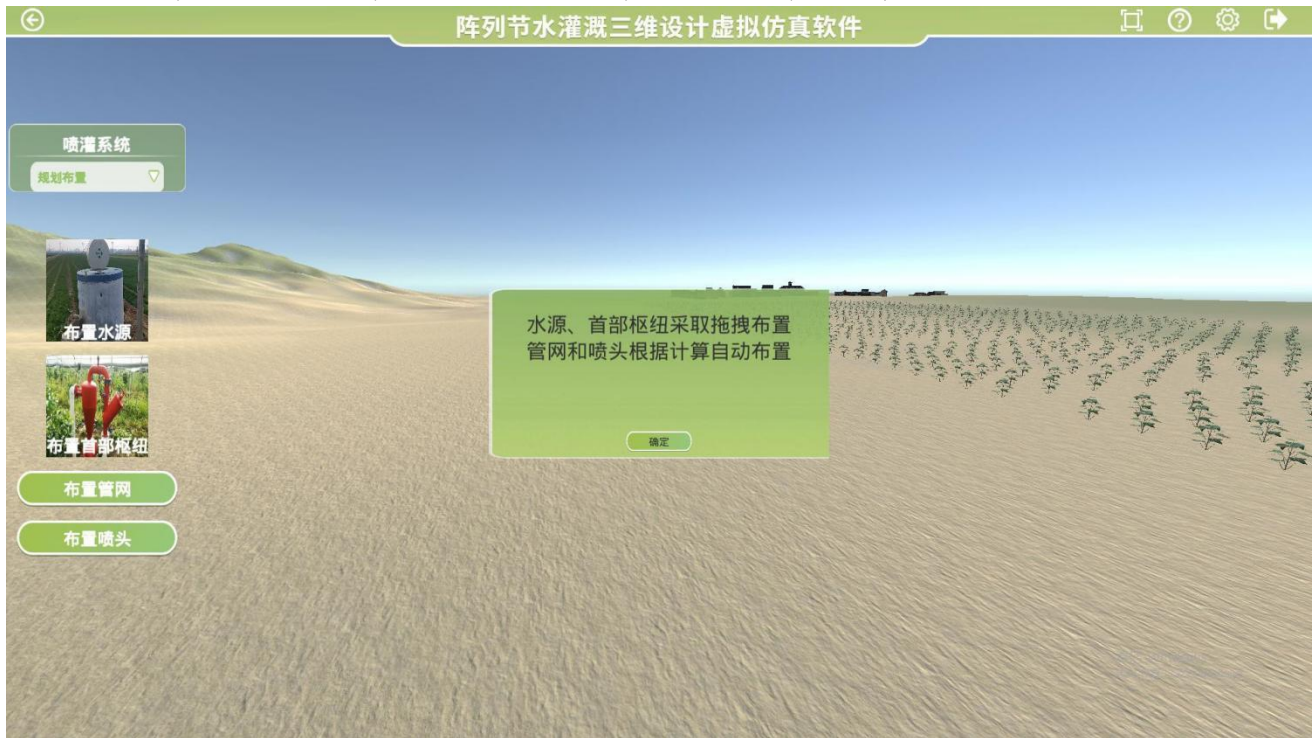 阵列节水灌溉三维设计虚拟仿真软件
喷灌系统
规划布置
布置水源
布置首部枢纽
布置管网
布置喷头
水源、首部枢纽采取拖拽布置
管网和喷头根据计算自动布置
确定